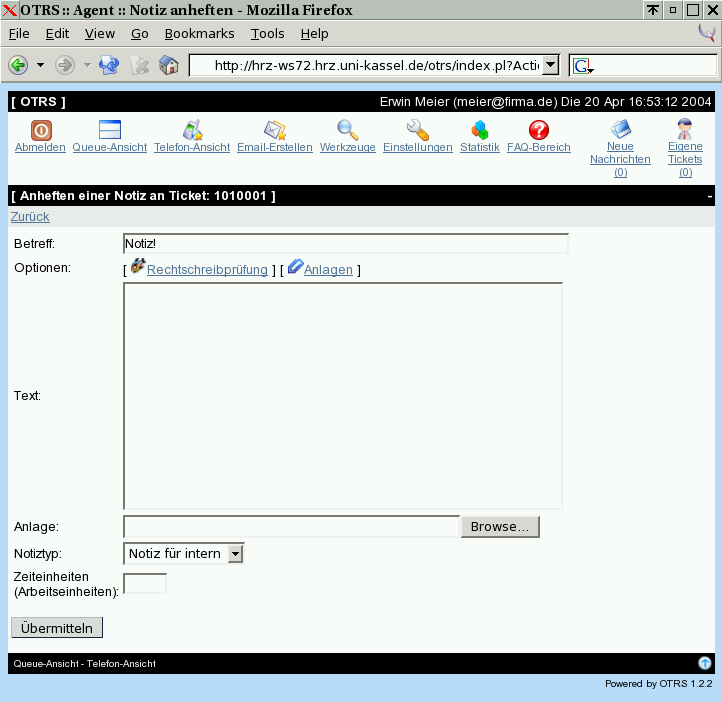 OTRS :: Agent :: Notiz anheften - Mozilla Firefox
File Edit View Go Bookmarks Tools Help
http://hrz-ws72.hrz.uni-kassel.de/otrs/index.pl?Acti
[ OTRS ] Erwin Meier (meier@firma.de) Die 20 Apr 16:53:12 2004
Abmelden Queue-Ansicht Telefon-Ansicht Email-Erstellen Werkzeuge Einstellungen Statistik FAQ-Bereich Neue Eigene
Nachrichten Tickets
(0) (0)
[ Anheften einer Notiz an Ticket: 1010001 ] -
Zurück
Betreff: Notiz!
Optionen: [ Rechtschreibprüfung ] [ Anlagen ]
Text:
Anlage: Browse...
Notiztyp: Notiz für intern
Zeiteinheiten
(Arbeitseinheiten):
Übermitteln
Queue-Ansicht - Telefon-Ansicht
Powered by OTRS 1.2.2